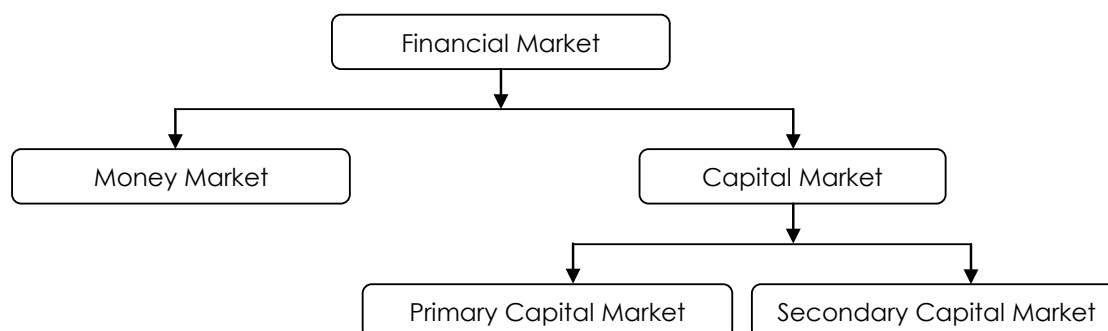 Financial Market
Money Market
Capital Market
Primary Capital Market
Secondary Capital Market